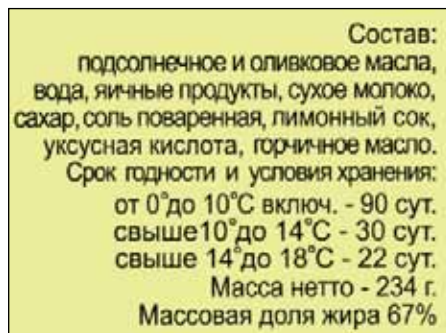 Состав:
подсолнечное и оливковое масла,
вода, яичные продукты, сухое молоко,
сахар, соль поваренная, лимонный сок,
уксусная кислота, горчичное масло.
Срок годности и условия хранения:
от 0°до 10°С включ. - 90 сут.
свыше10°до 14°С - 30 сут.
свыше 14°до 18°С - 22 сут.
Масса нетто - 234 г.
Массовая доля жира 67%